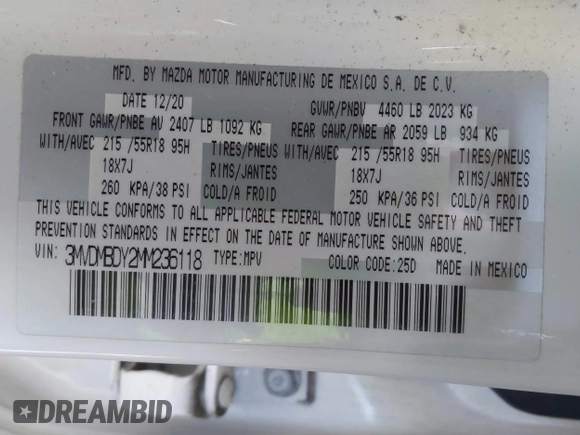 MFD. BY MAZDA MOTOR MANUFACTURING DE MEXICO S.A. DE C.V.
DATE 12/20 GVWR/PNBV 4460 LB 2023 KG
FRONT GAWR/PNBE AV 2407 LB 1092 KG REAR GAWR/PNBE AR 2059 LB 934 KG
WITH/AVEC 215 /55R18 95H TIRES/PNEUS WITH/AVEC 215 /55R18 95H TIRES/PNEUS
18X7J RIMS/JANTES 18X7J RIMS/JANTES
260 KPA/38 PSI COLD/A FROID 250 KPA/36 PSI COLD/A FROID
THIS VEHICLE CONFORMS TO ALL APPLICABLE FEDERAL MOTOR VEHICLE SAFETY AND THEFT
PREVENTION STANDARDS IN EFFECT ON THE DATE OF MANUFACTURE SHOWN ABOVE.
VIN: 3MVDMBDY2MM236118 TYPE:MPV COLOR CODE:25D MADE IN MEXICO
DREAMBID